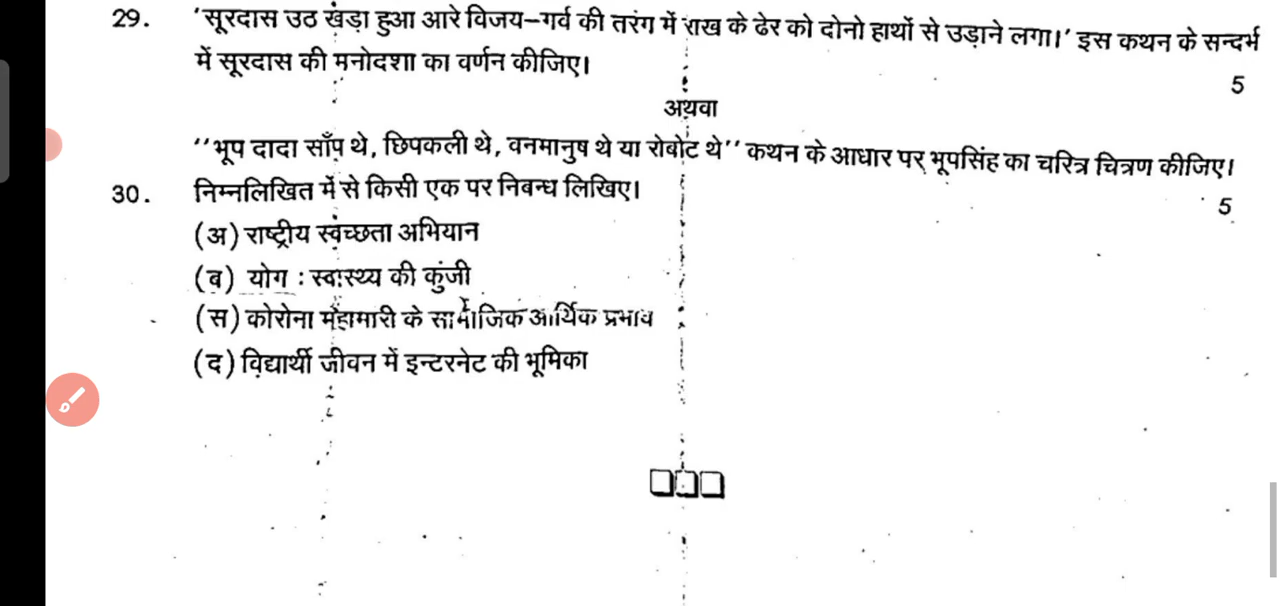 29. 'सूरदास उठ खड़ा हुआ आरे विजय-गर्व की तरंग में राख के ढेर को दोनो हाथों से उड़ाने लगा।' इस कथन के सन्दर्भ
में सूरदास की मनोदशा का वर्णन कीजिए।
5
अथवा
''भूप दादा साँप थे, छिपकली थे, वनमानुष थे या रोबोट थे'' कथन के आधार पर भूपसिंह का चरित्र चित्रण कीजिए।
30. निम्नलिखित में से किसी एक पर निबन्ध लिखिए।
5
(अ) राष्ट्रीय स्वच्छता अभियान
(ब) योग : स्वास्थ्य की कुंजी
(स) कोरोना महामारी के सामाजिक आर्थिक प्रभाव
(द) विद्यार्थी जीवन में इन्टरनेट की भूमिका